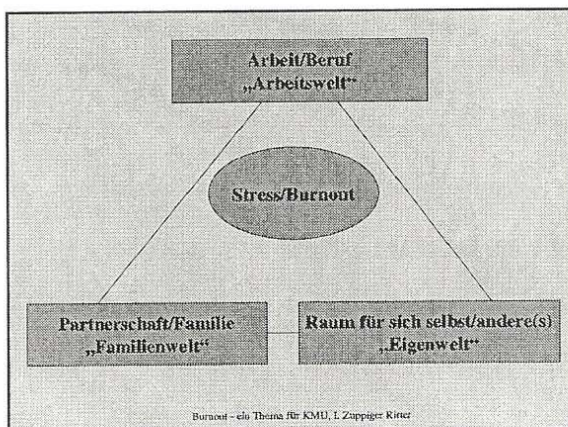 Arbeit/Beruf
„Arbeitswelt“
Stress/Burnout
Partnerschaft/Familie
„Familienwelt“
Raum für sich selbst/andere(s)
„Eigenwelt“
Burnout - ein Thema für KMU, I. Zuppiger Ritter